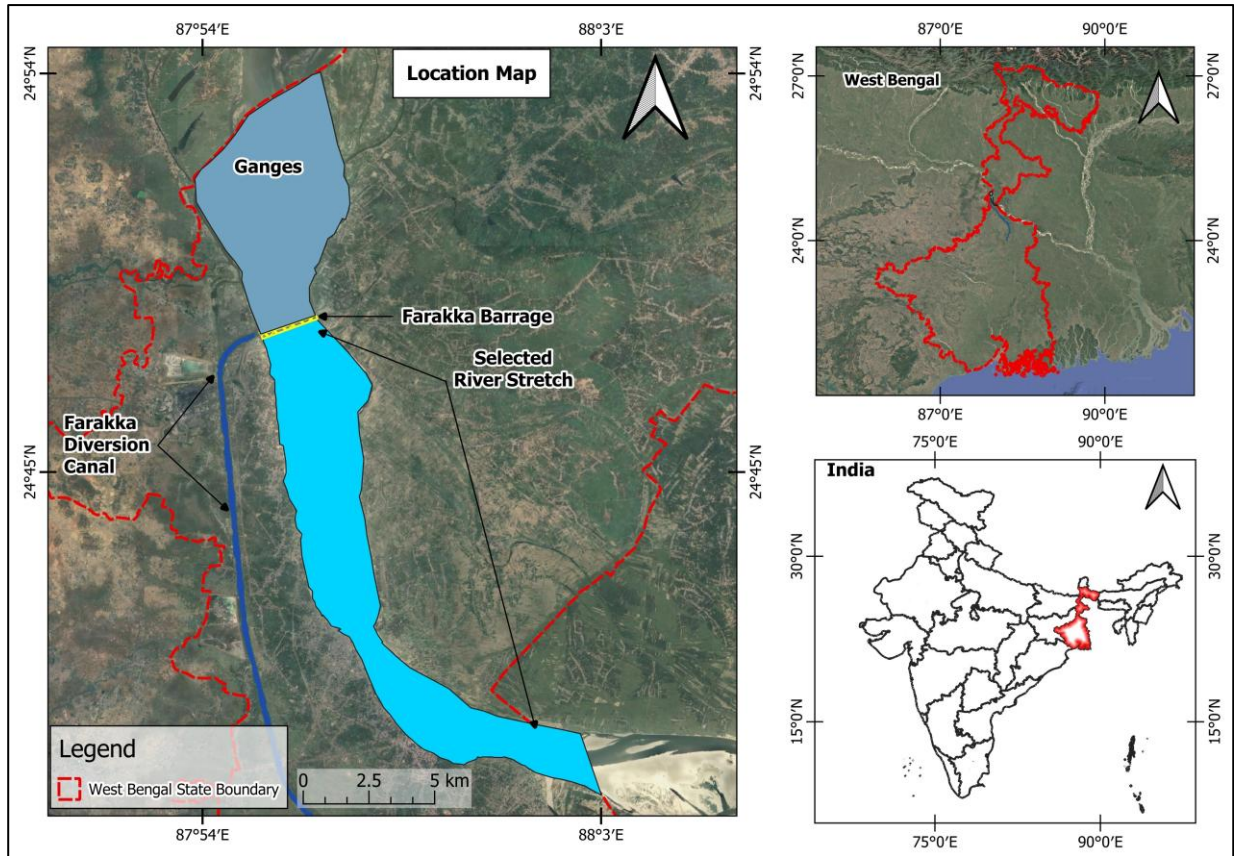 87°54′E
88°3′E
24°54′N
24°54′N
Location Map
Ganges
Farakka Barrage
Selected
River Stretch
Farakka
Diversion
Canal
24°45′N
24°45′N
Legend
West Bengal State Boundary
0 2.5 5 km
87°54′E
88°3′E
87°0′E
90°0′E
West Bengal
27°0′N
27°0′N
24°0′N
24°0′N
87°0′E
90°0′E
75°0′E
90°0′E
India
30°0′N
30°0′N
15°0′N
15°0′N
75°0′E
90°0′E